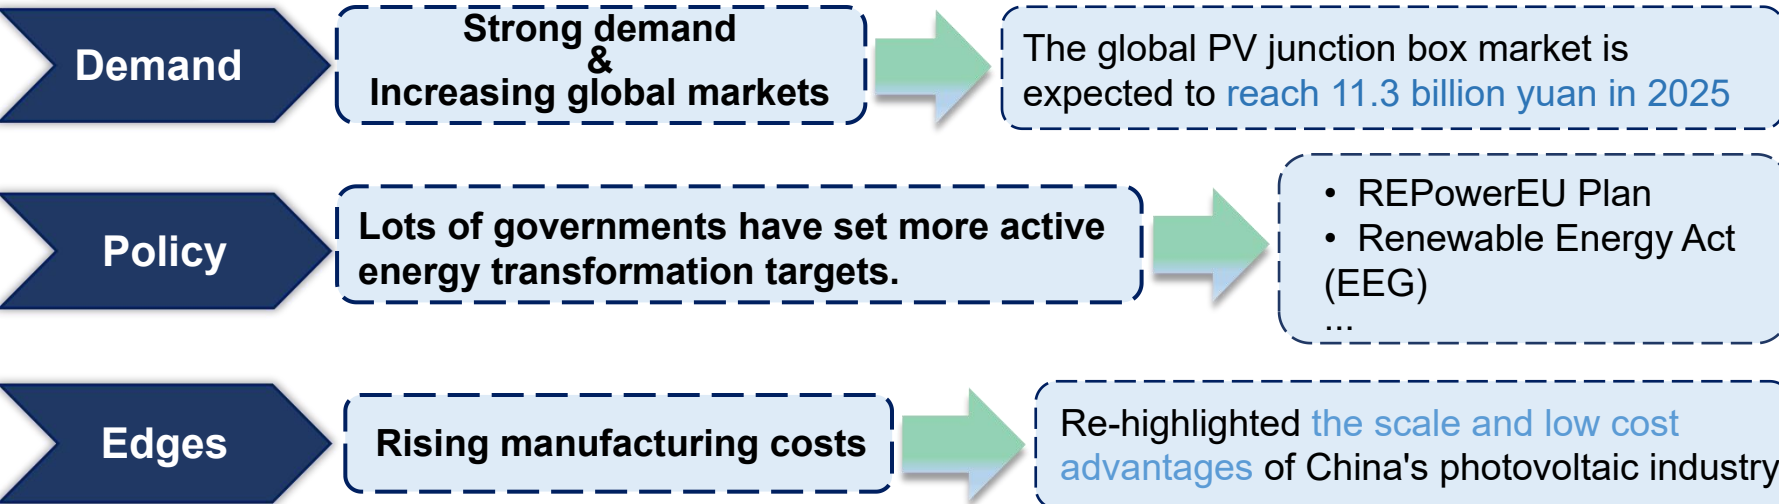 Demand
Strong demand
&
Increasing global markets
The global PV junction box market is
expected to reach 11.3 billion yuan in 2025
Policy
Lots of governments have set more active
energy transformation targets.
• REPowerEU Plan
• Renewable Energy Act
(EEG)
...
Edges
Rising manufacturing costs
Re-highlighted the scale and low cost
advantages of China's photovoltaic industry